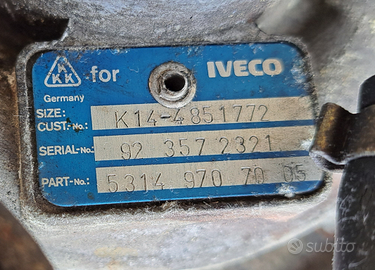 KKK for IVECO
Germany
SIZE:
CUST.-No.: K14-4851772
SERIAL-No.: 92 357 2321
PART-No.: 5314 970 70 05
subito